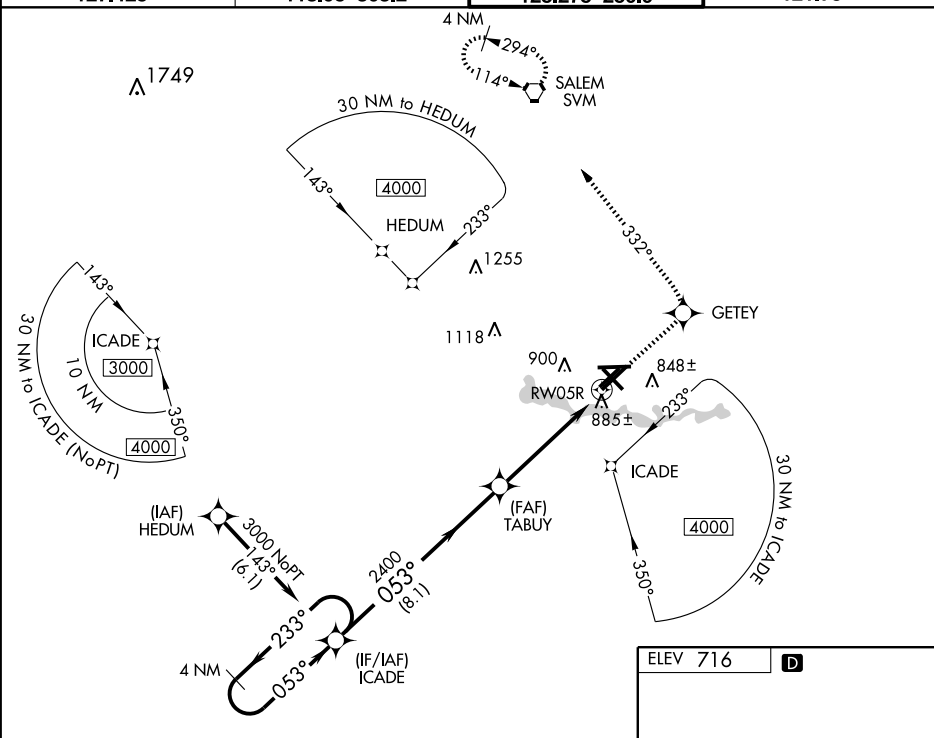 4 NM
294°
114°
SALEM
SVM
1749
30 NM to HEDUM
143°
4000
233°
HEDUM
1255
332°
143°
ICADE
3000
10 NM
350°
4000
30 NM to ICADE (NoPT)
1118
GETEY
900
848±
RW05R
885±
233°
ICADE
30 NM to ICADE
4000
350°
(FAF)
TABUY
(IAF)
HEDUM
3000 NoPT
143°
(6.1)
2400
053°
(8.1)
233°
053°
4 NM
(IF/IAF)
ICADE
ELEV 716
D